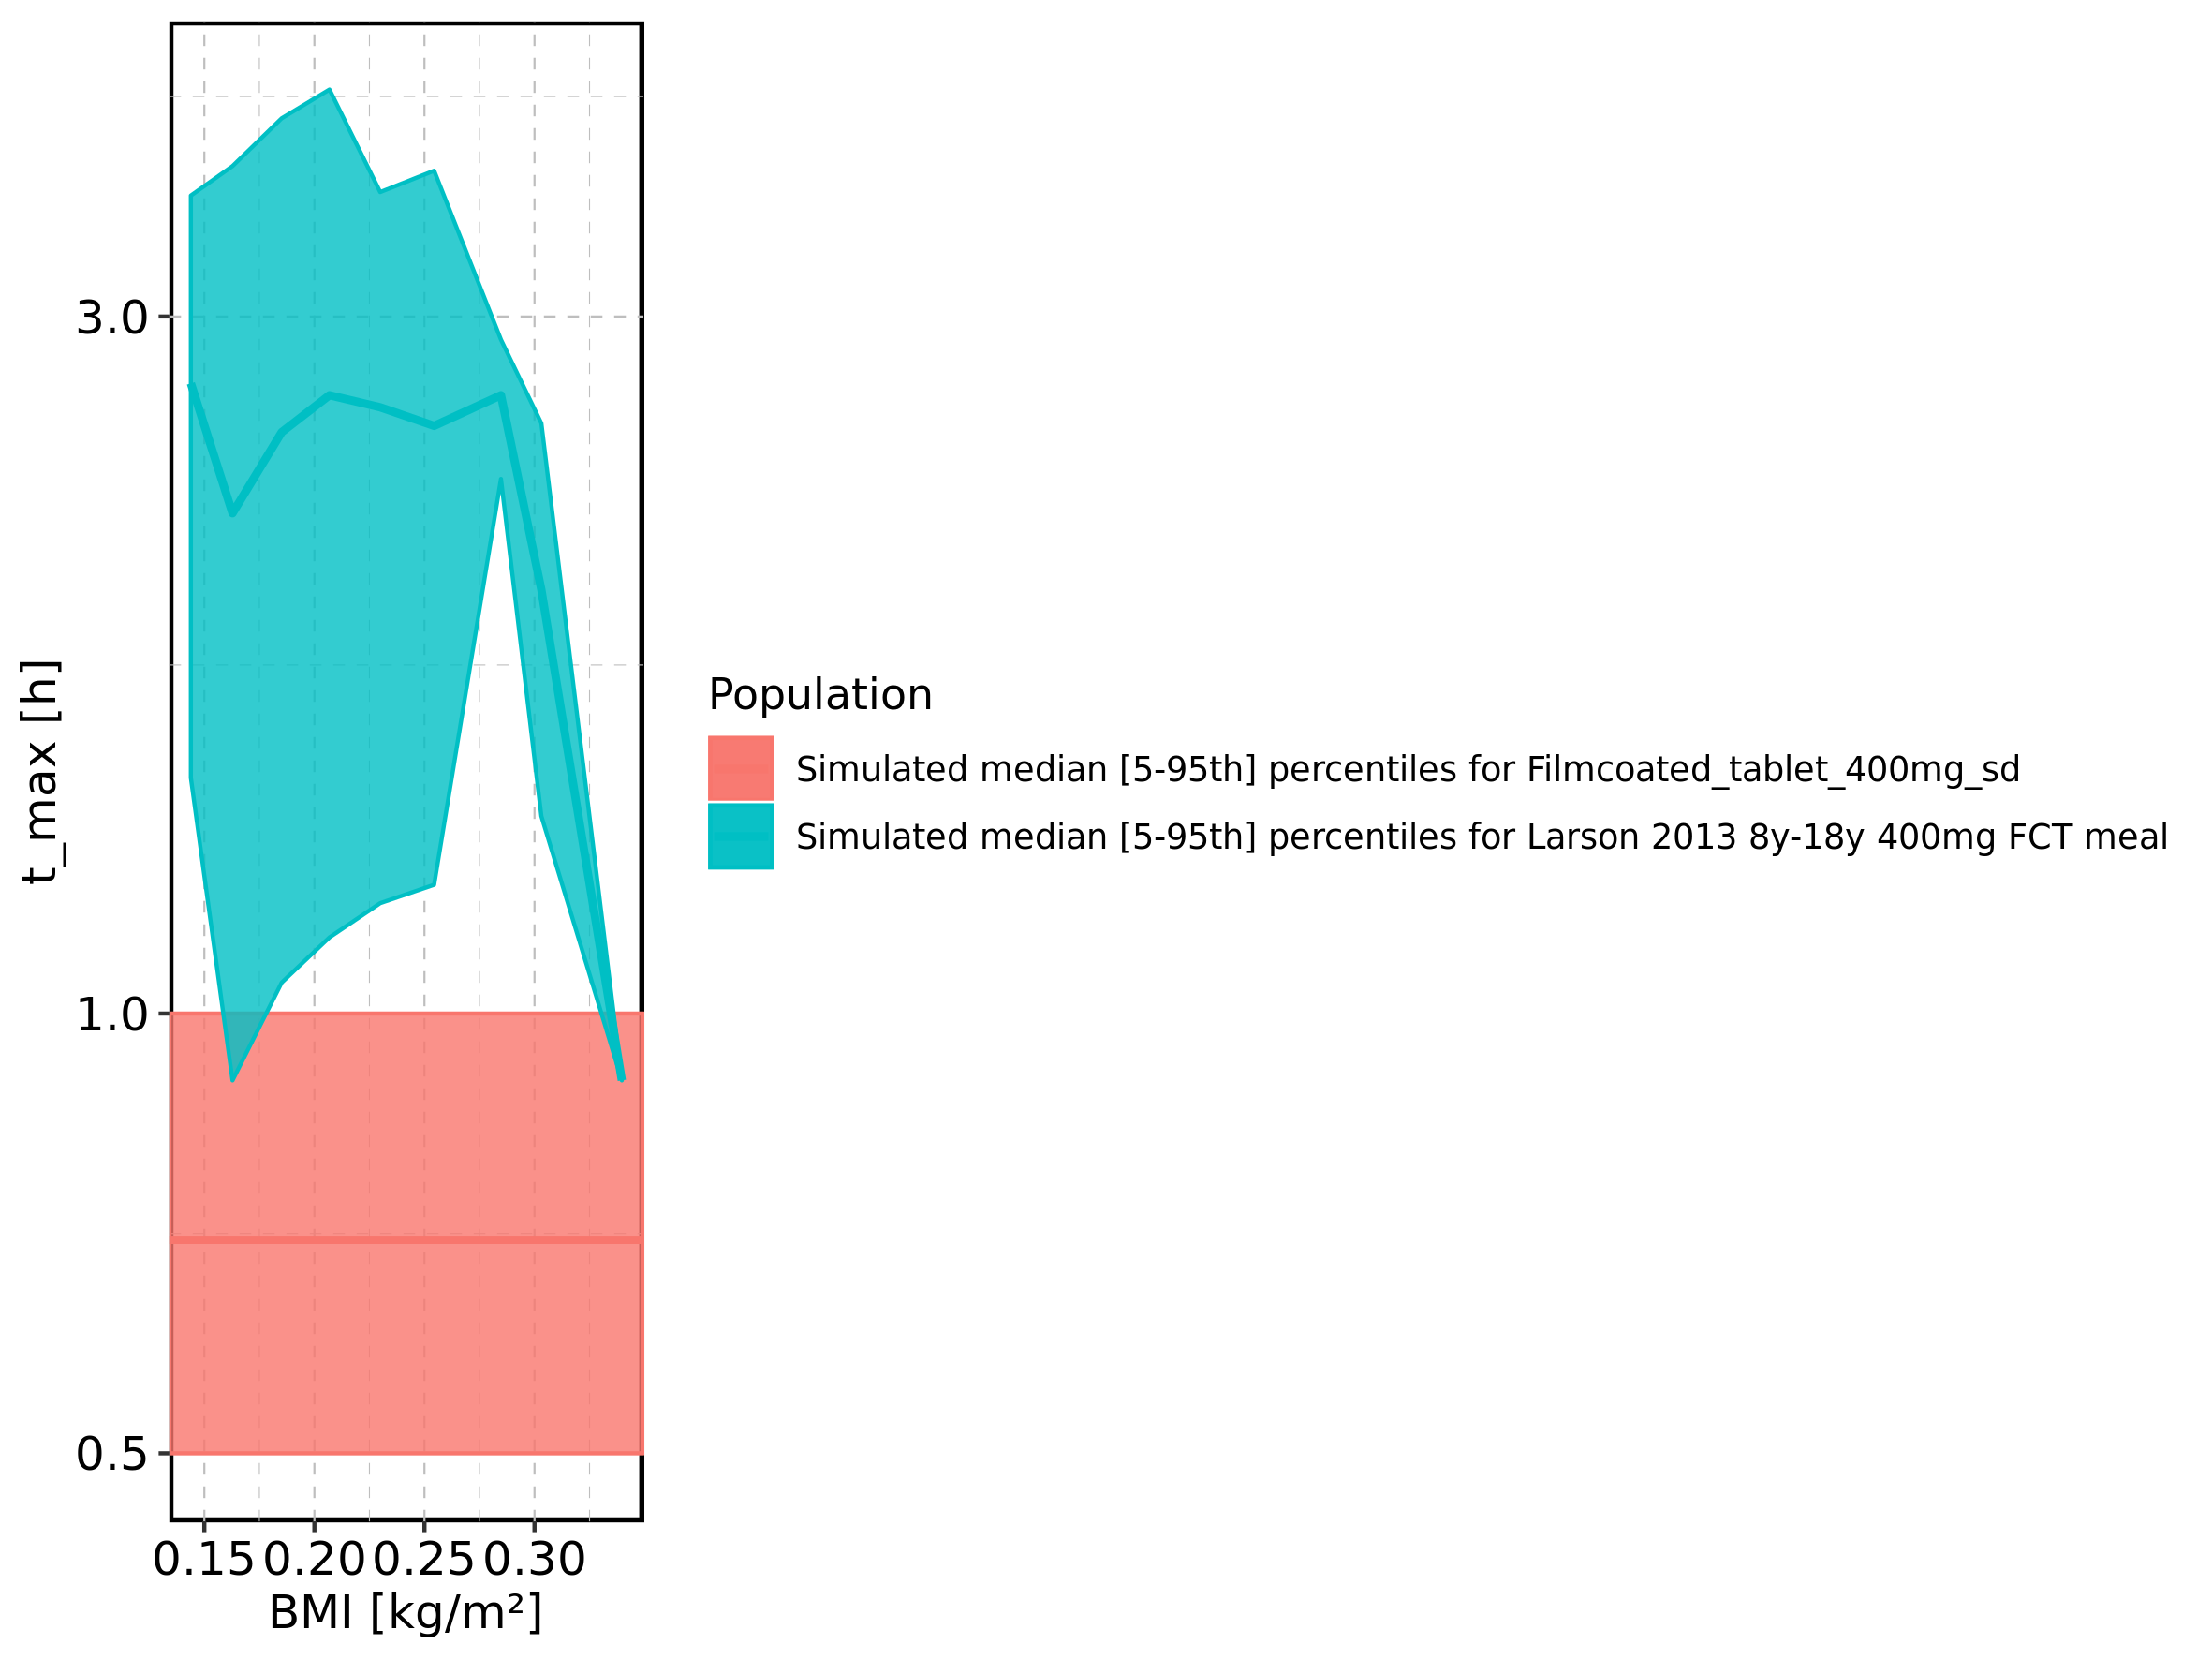 3.0
1.0
0.5
t_max [h]
0.15 0.20 0.25 0.30
BMI [kg/m²]
Population
Simulated median [5-95th] percentiles for Filmcoated_tablet_400mg_sd
Simulated median [5-95th] percentiles for Larson 2013 8y-18y 400mg FCT meal